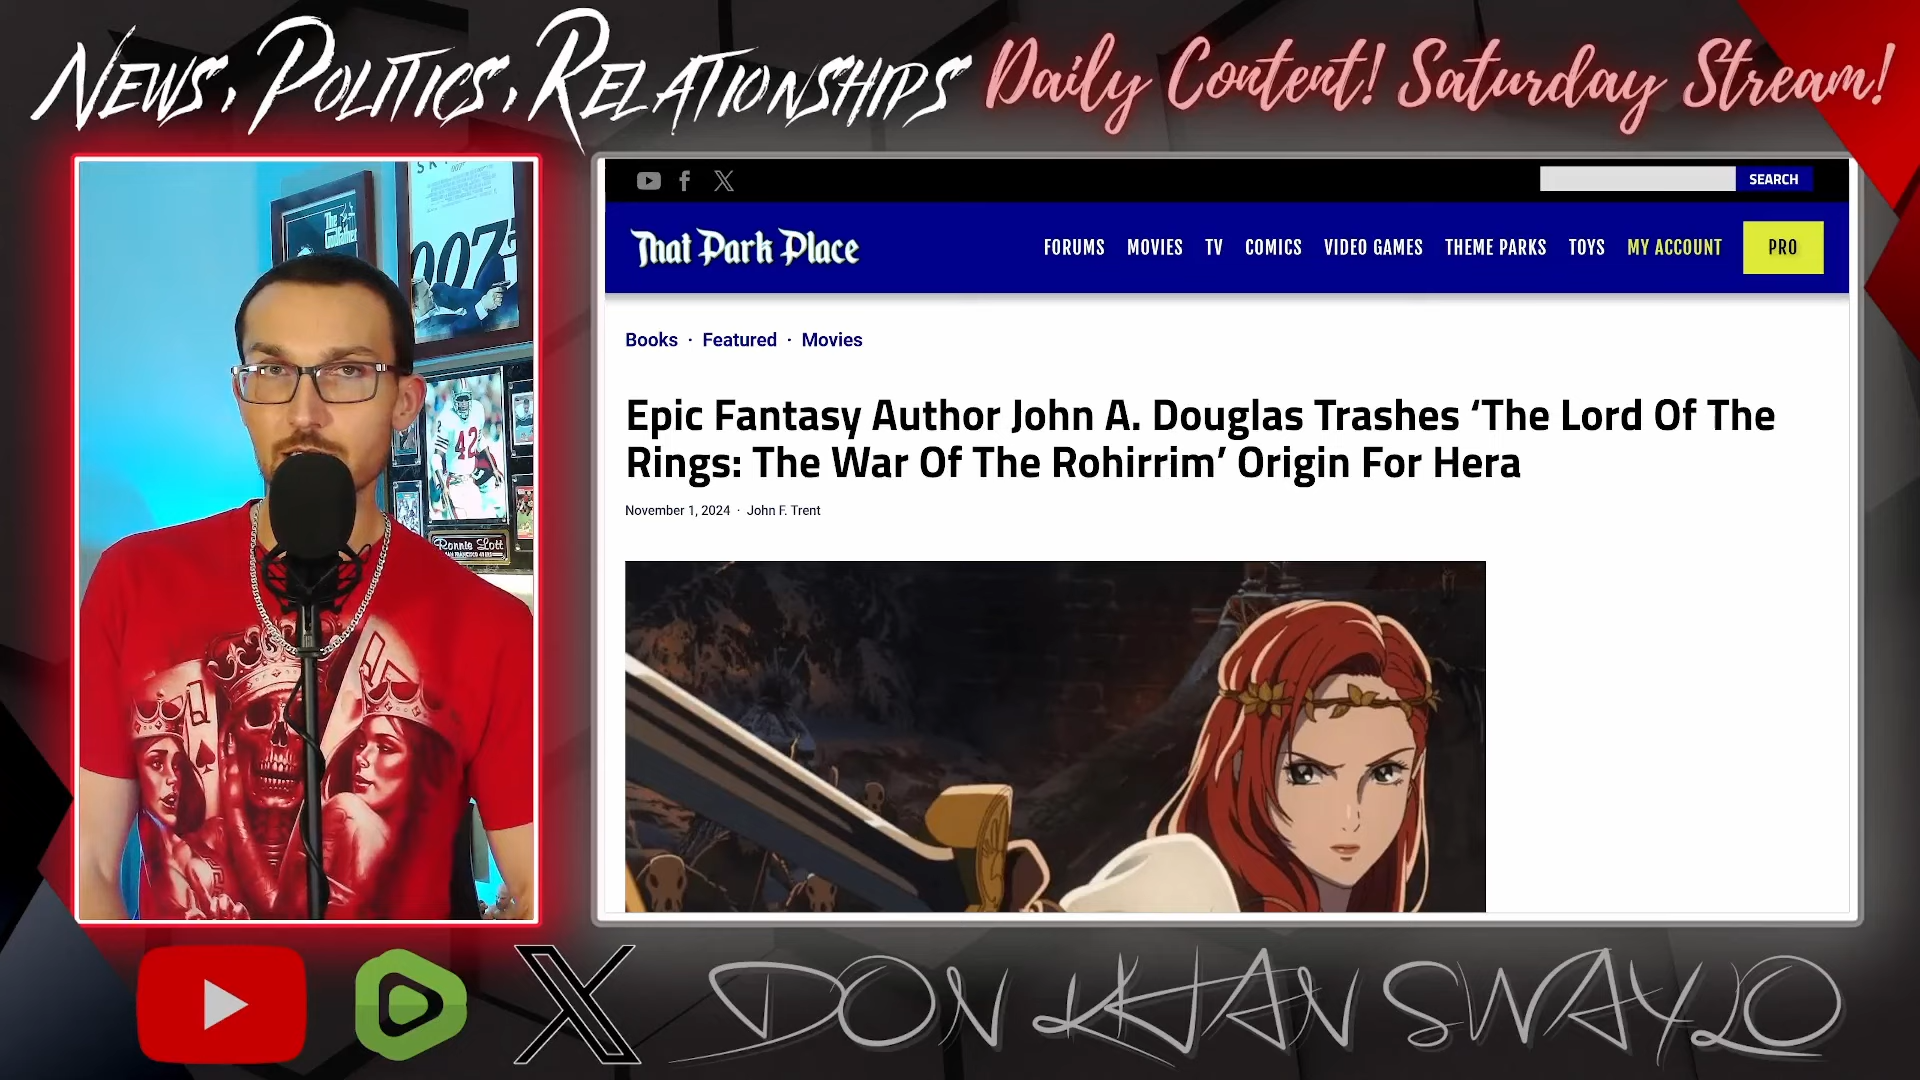 News, Politics, Relationships Daily Content! Saturday Stream!
SEARCH
That Park Place
FORUMS MOVIES TV COMICS VIDEO GAMES THEME PARKS TOYS MY ACCOUNT PRO
Books · Featured · Movies
Epic Fantasy Author John A. Douglas Trashes ‘The Lord Of The
Rings: The War Of The Rohirrim’ Origin For Hera
November 1, 2024 · John F. Trent
The
Godfather
007
42
Ronnie Lott
Q
DON KHAN SWAYLO